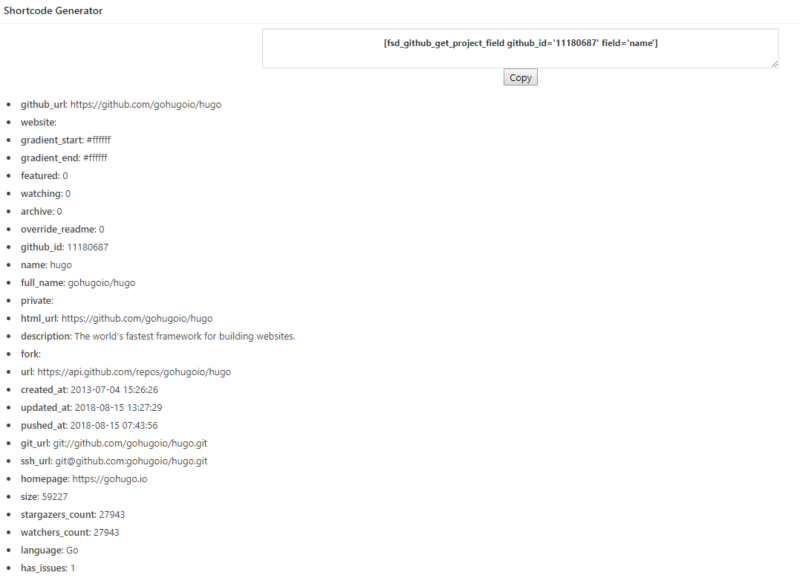 Shortcode Generator
[fsd_github_get_project_field github_id='11180687' field='name']
Copy
github_url: https://github.com/gohugoio/hugo
website:
gradient_start: #ffffff
gradient_end: #ffffff
featured: 0
watching: 0
archive: 0
override_readme: 0
github_id: 11180687
name: hugo
full_name: gohugoio/hugo
private:
html_url: https://github.com/gohugoio/hugo
description: The world's fastest framework for building websites.
fork:
url: https://api.github.com/repos/gohugoio/hugo
created_at: 2013-07-04 15:26:26
updated_at: 2018-08-15 13:27:29
pushed_at: 2018-08-15 07:43:56
git_url: git://github.com/gohugoio/hugo.git
ssh_url: git@github.com:gohugoio/hugo.git
homepage: https://gohugo.io
size: 59227
stargazers_count: 27943
watchers_count: 27943
language: Go
has_issues: 1